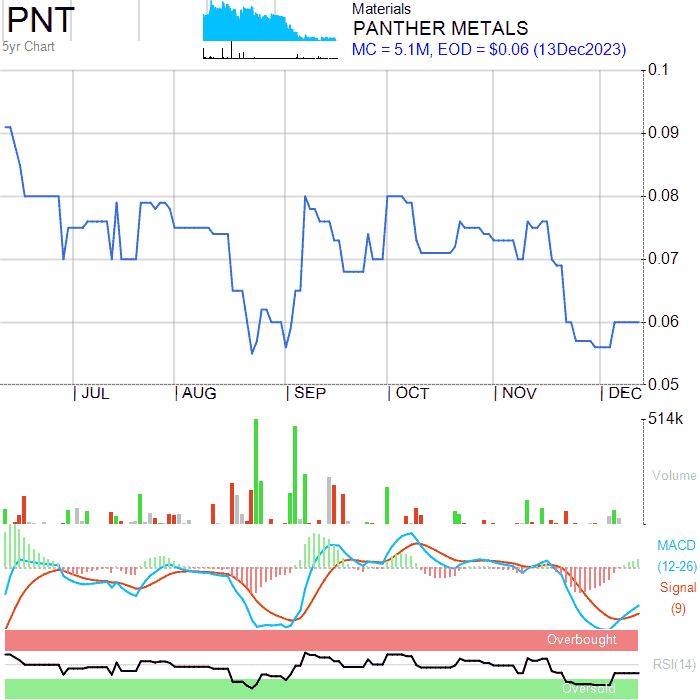 PNT
5yr Chart
Materials
PANTHER METALS
MC = 5.1M, EOD = $0.06 (13Dec2023)
0.1
0.09
0.08
0.07
0.06
0.05
| JUL | AUG | SEP | OCT | NOV | DEC
514k
Volume
MACD
(12-26)
Signal
(9)
Overbought
RSI(14)
Oversold